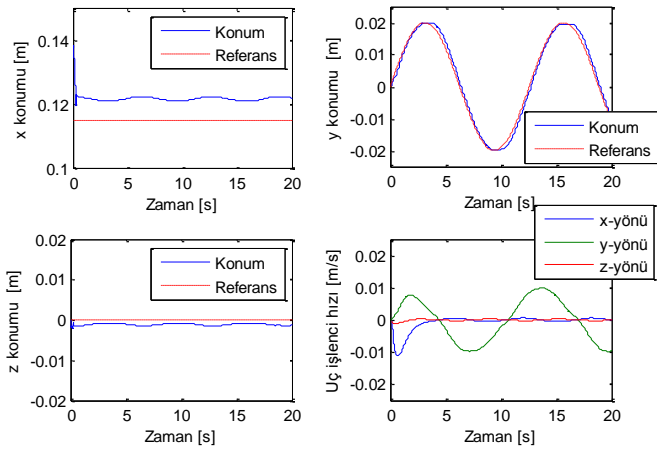 x konumu [m]
0.14
0.12
0.1
0 5 10 15 20
Zaman [s]
Konum
Referans
y konumu [m]
0.02
0.01
0
-0.01
-0.02
0 5 10 15 20
Zaman [s]
Konum
Referans
z konumu [m]
0.02
0.01
0
-0.01
-0.02
0 5 10 15 20
Zaman [s]
Konum
Referans
Uç işlenci hızı [m/s]
0.02
0.01
0
-0.01
-0.02
0 5 10 15 20
Zaman [s]
x-yönü
y-yönü
z-yönü